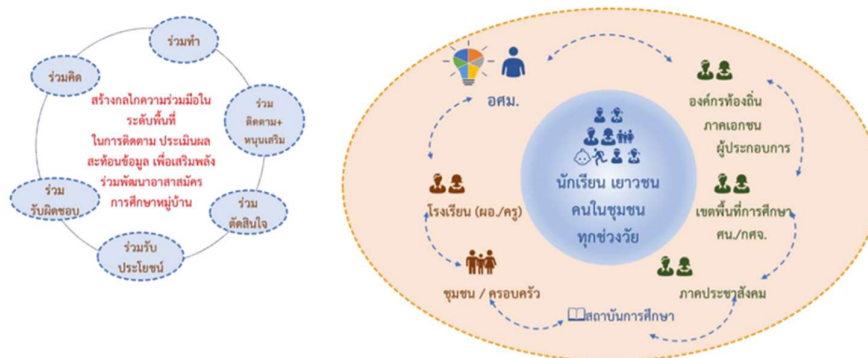 ร่วมทำ
ร่วมคิด
ร่วม
ติดตาม+
หนุนเสริม
สร้างกลไกความร่วมมือใน
ระดับพื้นที่
ในการติดตาม ประเมินผล
สะท้อนข้อมูล เพื่อเสริมพลัง
ร่วมพัฒนาอาสาสมัคร
การศึกษาหมู่บ้าน
ร่วม
รับผิดชอบ
ร่วม
ตัดสินใจ
ร่วมรับ
ประโยชน์
อศม.
องค์กรท้องถิ่น
ภาคเอกชน
ผู้ประกอบการ
นักเรียน เยาวชน
คนในชุมชน
ทุกช่วงวัย
โรงเรียน (ผอ./ครู)
เขตพื้นที่การศึกษา
ศน./กศจ.
ชุมชน / ครอบครัว
ภาคประชาสังคม
สถาบันการศึกษา